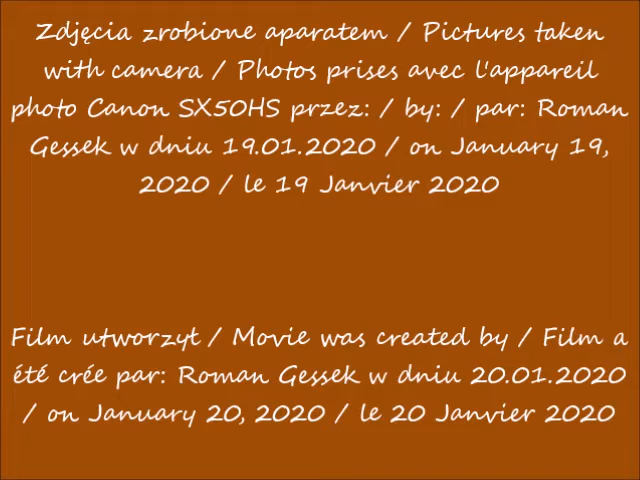 Zdjęcia zrobione aparatem / Pictures taken
with camera / Photos prises avec l'appareil
photo Canon SX50HS przez: / by: / par: Roman
Gessek w dniu 19.01.2020 / on January 19,
2020 / le 19 Janvier 2020
Film utworzył / Movie was created by / Film a
été crée par: Roman Gessek w dniu 20.01.2020
/ on January 20, 2020 / le 20 Janvier 2020